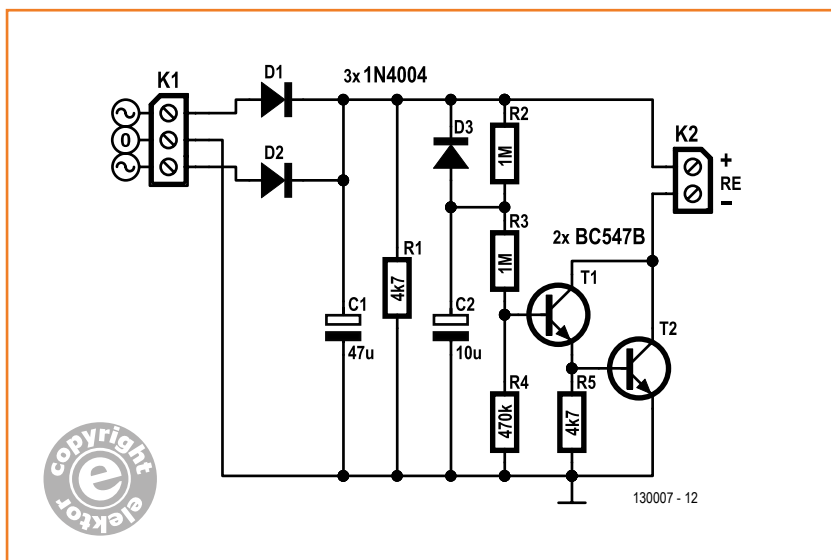 K1
0
D1
D2
3x 1N4004
D3
R2
1M
R3
1M
K2
+
RE
–
2x BC547B
T1
T2
R1
4k7
C1
47u
C2
10u
R4
470k
R5
4k7
copyright
e
elektor
130007 - 12